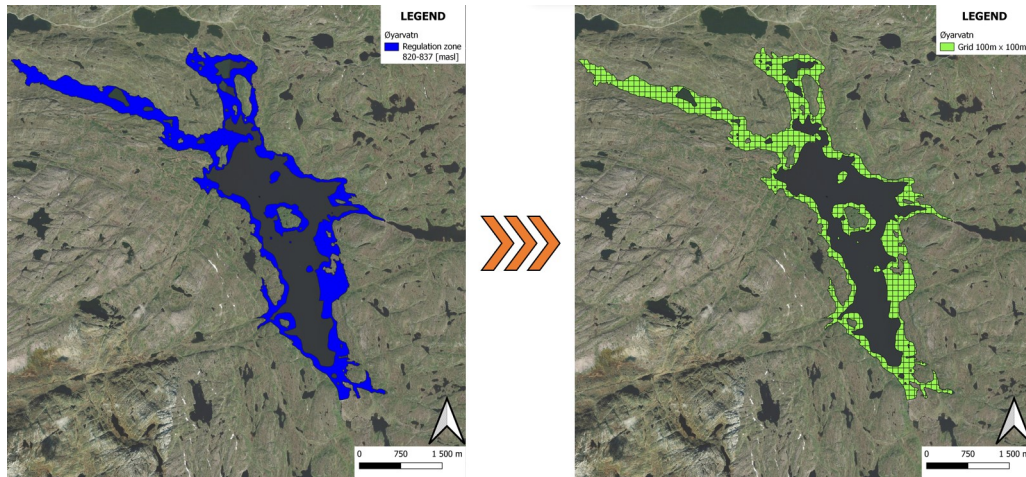 LEGEND
Øyarvatn
Regulation zone
820-837 [masl]
0 750 1 500 m
LEGEND
Øyarvatn
Grid 100m x 100m
0 750 1 500 m